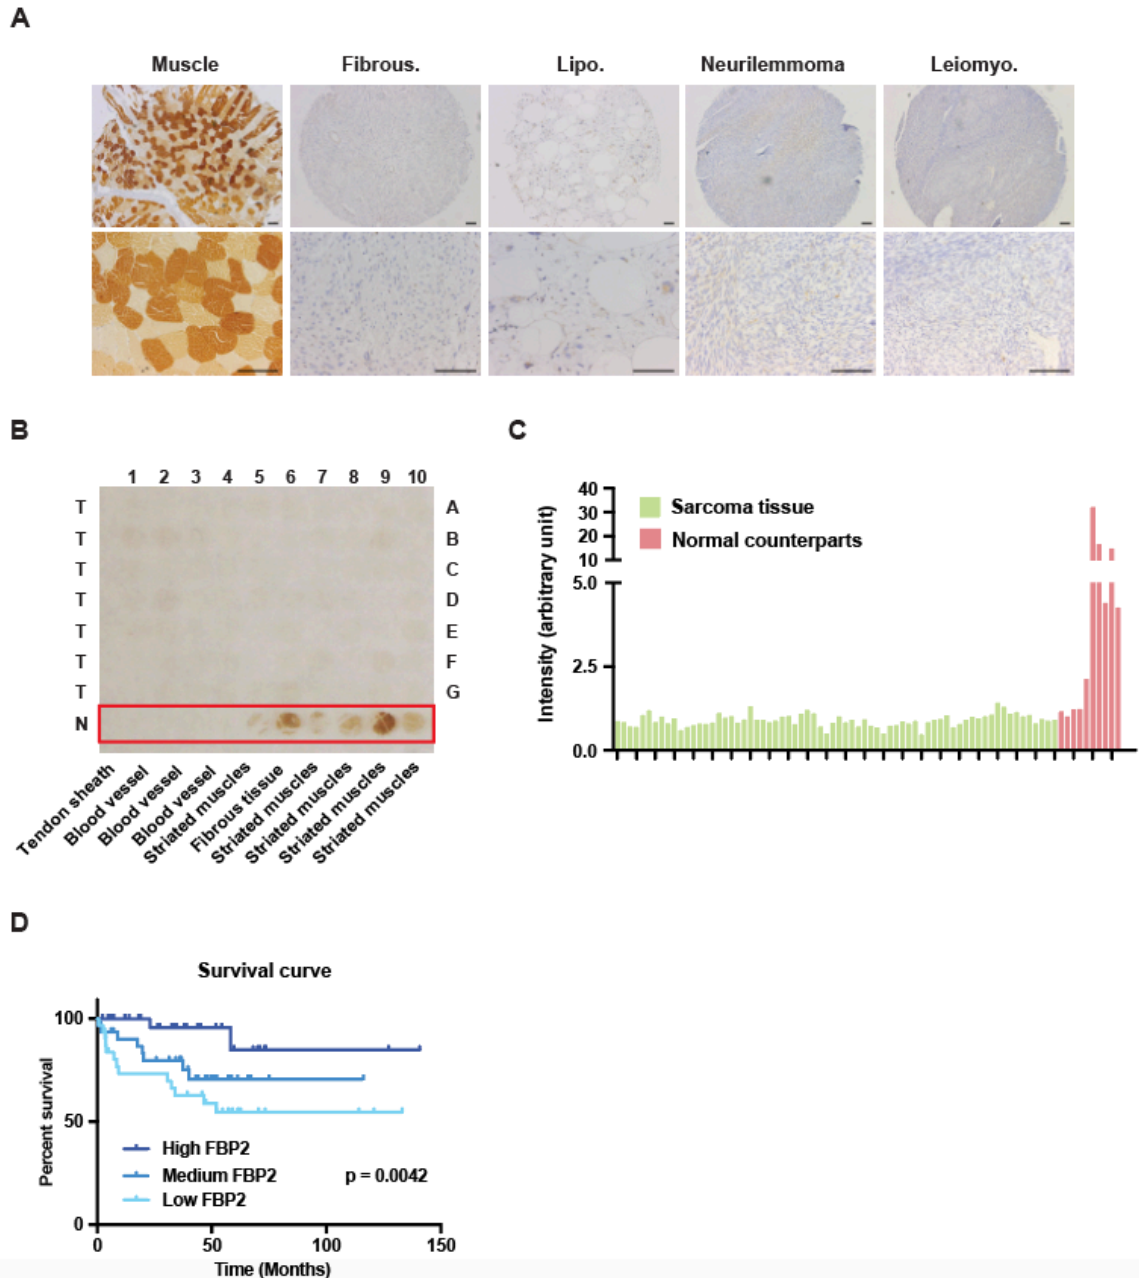 A
Muscle Fibrous. Lipo. Neurilemmoma Leiomyo.
B
1 2 3 4 5 6 7 8 9 10
T A
T B
T C
T D
T E
T F
T G
N
Tendon sheath
Blood vessel
Blood vessel
Blood vessel
Striated muscles
Fibrous tissue
Striated muscles
Striated muscles
Striated muscles
Striated muscles
C
Intensity (arbitrary unit)
40
30
20
10
5.0
2.5
0.0
Sarcoma tissue
Normal counterparts
D
Survival curve
Percent survival
100
50
0
High FBP2
Medium FBP2 p = 0.0042
Low FBP2
0 50 100 150
Time (Months)